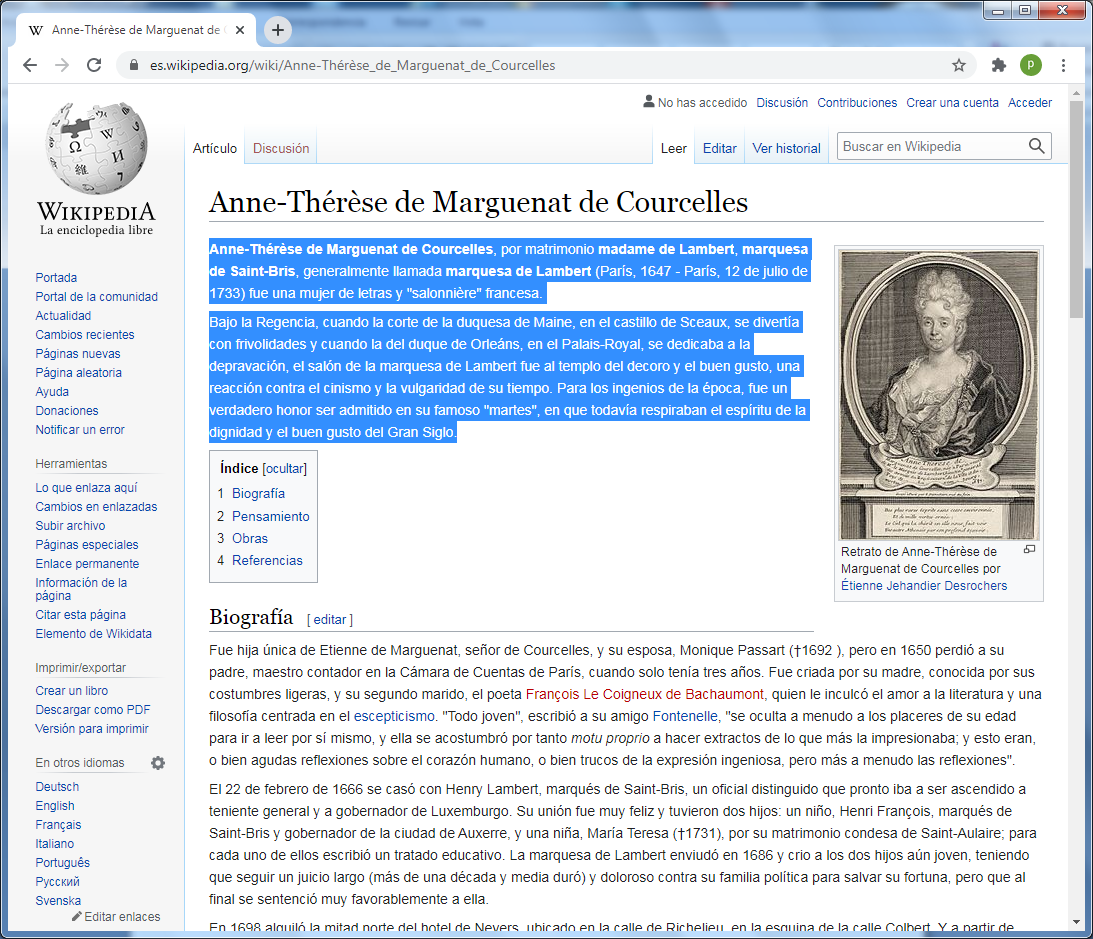 Anne-Thérèse de Marguenat de
es.wikipedia.org/wiki/Anne-Thérèse_de_Marguenat_de_Courcelles
P
No has accedido Discusión Contribuciones Crear una cuenta Acceder
Artículo Discusión Leer Editar Ver historial Buscar en Wikipedia
WIKIPEDIA
La enciclopedia libre
Portada
Portal de la comunidad
Actualidad
Cambios recientes
Páginas nuevas
Página aleatoria
Ayuda
Donaciones
Notificar un error
Herramientas
Lo que enlaza aquí
Cambios en enlazadas
Subir archivo
Páginas especiales
Enlace permanente
Información de la
página
Citar esta página
Elemento de Wikidata
Imprimir/exportar
Crear un libro
Descargar como PDF
Versión para imprimir
En otros idiomas
Deutsch
English
Français
Italiano
Português
Русский
Svenska
Editar enlaces
Anne-Thérèse de Marguenat de Courcelles
Anne-Thérèse de Marguenat de Courcelles, por matrimonio madame de Lambert, marquesa
de Saint-Bris, generalmente llamada marquesa de Lambert (París, 1647 - París, 12 de julio de
1733) fue una mujer de letras y "salonnière" francesa.
Bajo la Regencia, cuando la corte de la duquesa de Maine, en el castillo de Sceaux, se divertía
con frivolidades y cuando la del duque de Orleáns, en el Palais-Royal, se dedicaba a la
depravación, el salón de la marquesa de Lambert fue al templo del decoro y el buen gusto, una
reacción contra el cinismo y la vulgaridad de su tiempo. Para los ingenios de la época, fue un
verdadero honor ser admitido en su famoso "martes", en que todavía respiraban el espíritu de la
dignidad y el buen gusto del Gran Siglo.
Retrato de Anne-Thérèse de
Marguenat de Courcelles por
Étienne Jehandier Desrochers
Índice [ocultar]
1 Biografía
2 Pensamiento
3 Obras
4 Referencias
Biografía [ editar ]
Fue hija única de Etienne de Marguenat, señor de Courcelles, y su esposa, Monique Passart (†1692 ), pero en 1650 perdió a su
padre, maestro contador en la Cámara de Cuentas de París, cuando solo tenía tres años. Fue criada por su madre, conocida por sus
costumbres ligeras, y su segundo marido, el poeta François Le Coigneux de Bachaumont, quien le inculcó el amor a la literatura y una
filosofía centrada en el escepticismo. "Todo joven", escribió a su amigo Fontenelle, "se oculta a menudo a los placeres de su edad
para ir a leer por sí mismo, y ella se acostumbró por tanto motu proprio a hacer extractos de lo que más la impresionaba; y esto eran,
o bien agudas reflexiones sobre el corazón humano, o bien trucos de la expresión ingeniosa, pero más a menudo las reflexiones".
El 22 de febrero de 1666 se casó con Henry Lambert, marqués de Saint-Bris, un oficial distinguido que pronto iba a ser ascendido a
teniente general y a gobernador de Luxemburgo. Su unión fue muy feliz y tuvieron dos hijos: un niño, Henri François, marqués de
Saint-Bris y gobernador de la ciudad de Auxerre, y una niña, María Teresa (†1731), por su matrimonio condesa de Saint-Aulaire; para
cada uno de ellos escribió un tratado educativo. La marquesa de Lambert enviudó en 1686 y crio a los dos hijos aún joven, teniendo
que seguir un juicio largo (más de una década y media duró) y doloroso contra su familia política para salvar su fortuna, pero que al
final se sentenció muy favorablemente a ella.
En 1698 alquiló la mitad norte del hotel de Nevers, ubicado en la calle de Richelieu, en la esquina de la calle Colbert. Y a partir de